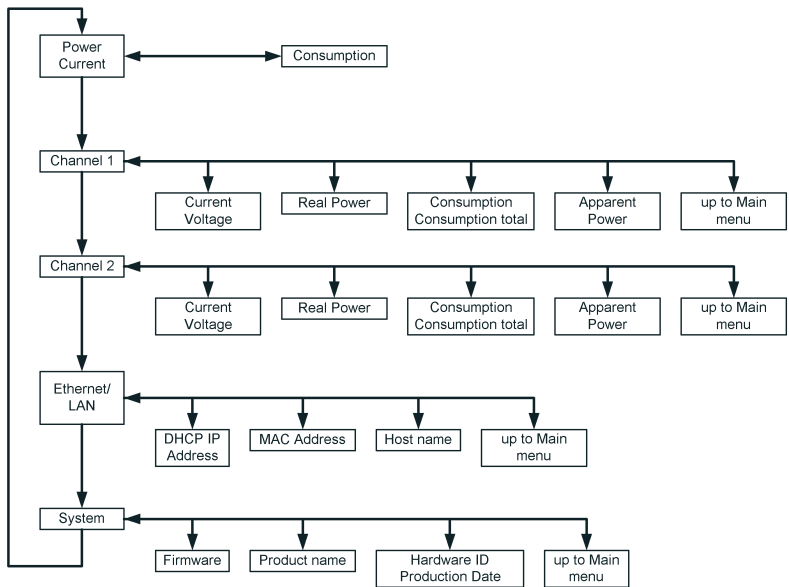 Power
Current
Consumption
Channel 1
Current
Voltage
Real Power
Consumption
Consumption total
Apparent
Power
up to Main
menu
Channel 2
Current
Voltage
Real Power
Consumption
Consumption total
Apparent
Power
up to Main
menu
Ethernet/
LAN
DHCP IP
Address
MAC Address
Host name
up to Main
menu
System
Firmware
Product name
Hardware ID
Production Date
up to Main
menu